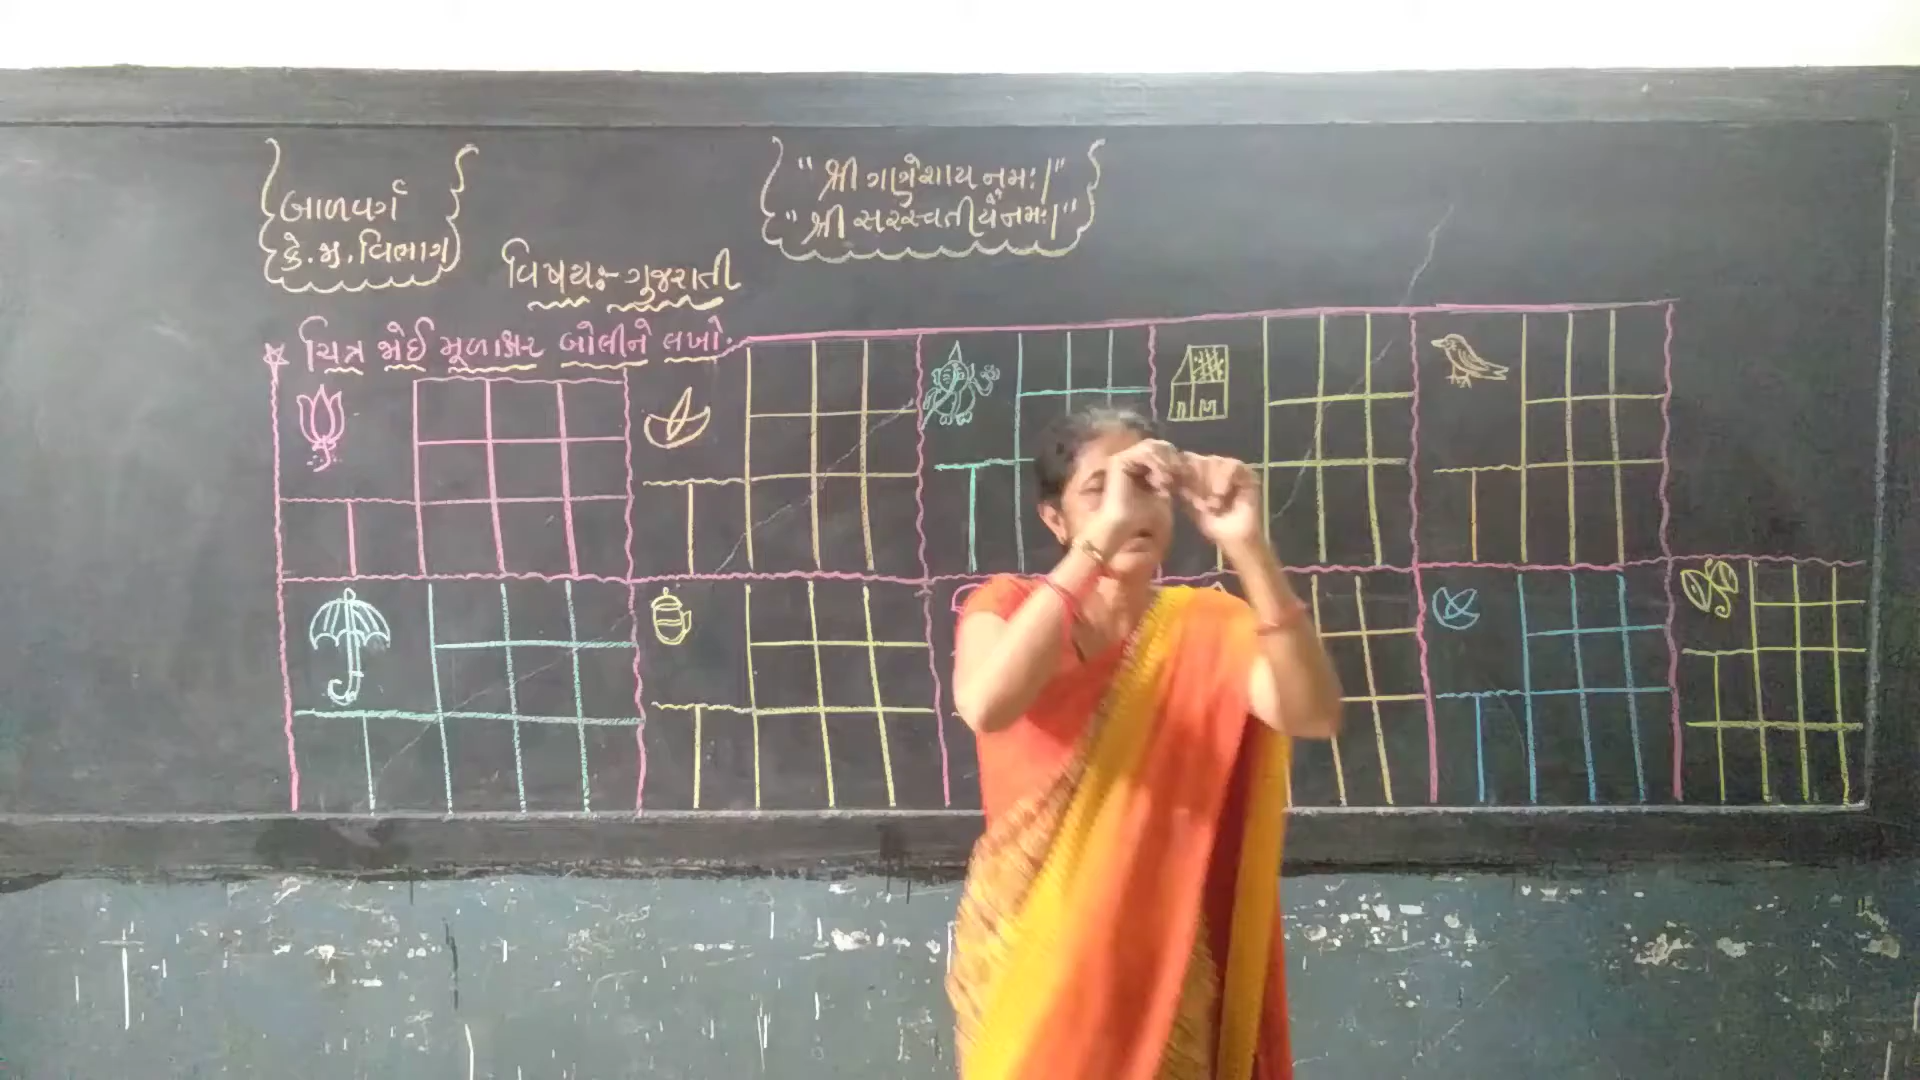 બાળવર્ગ
કે.મ.વિભાગ
"શ્રી ગણેશાય નમઃ|"
"શ્રી સરસ્વતીયૈ નમઃ|"
વિષયઃ- ગુજરાતી
ચિત્ર જોઈ મૂળાક્ષર બોલીને લખો.